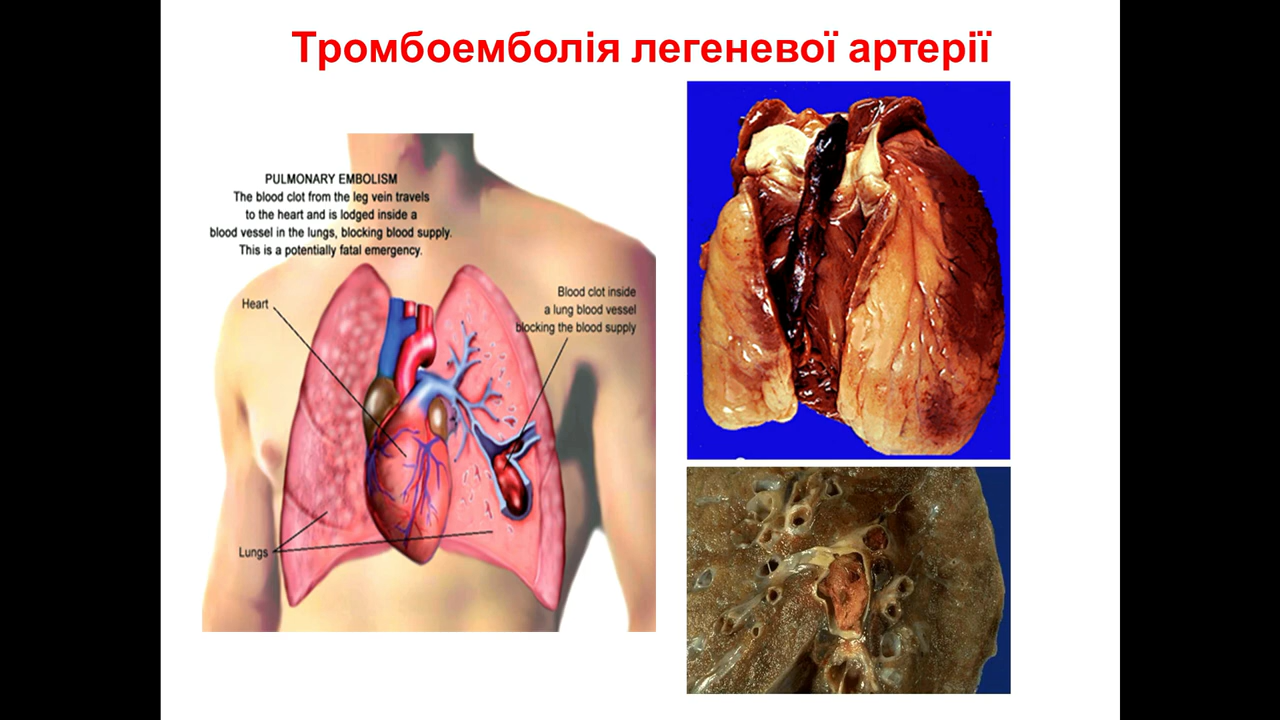 Тромбоемболія легеневої артерії
PULMONARY EMBOLISM
The blood clot from the leg vein travels
to the heart and is lodged inside a
blood vessel in the lungs, blocking blood supply.
This is a potentially fatal emergency.
Heart
Blood clot inside
a lung blood vessel
blocking the blood supply
Lungs